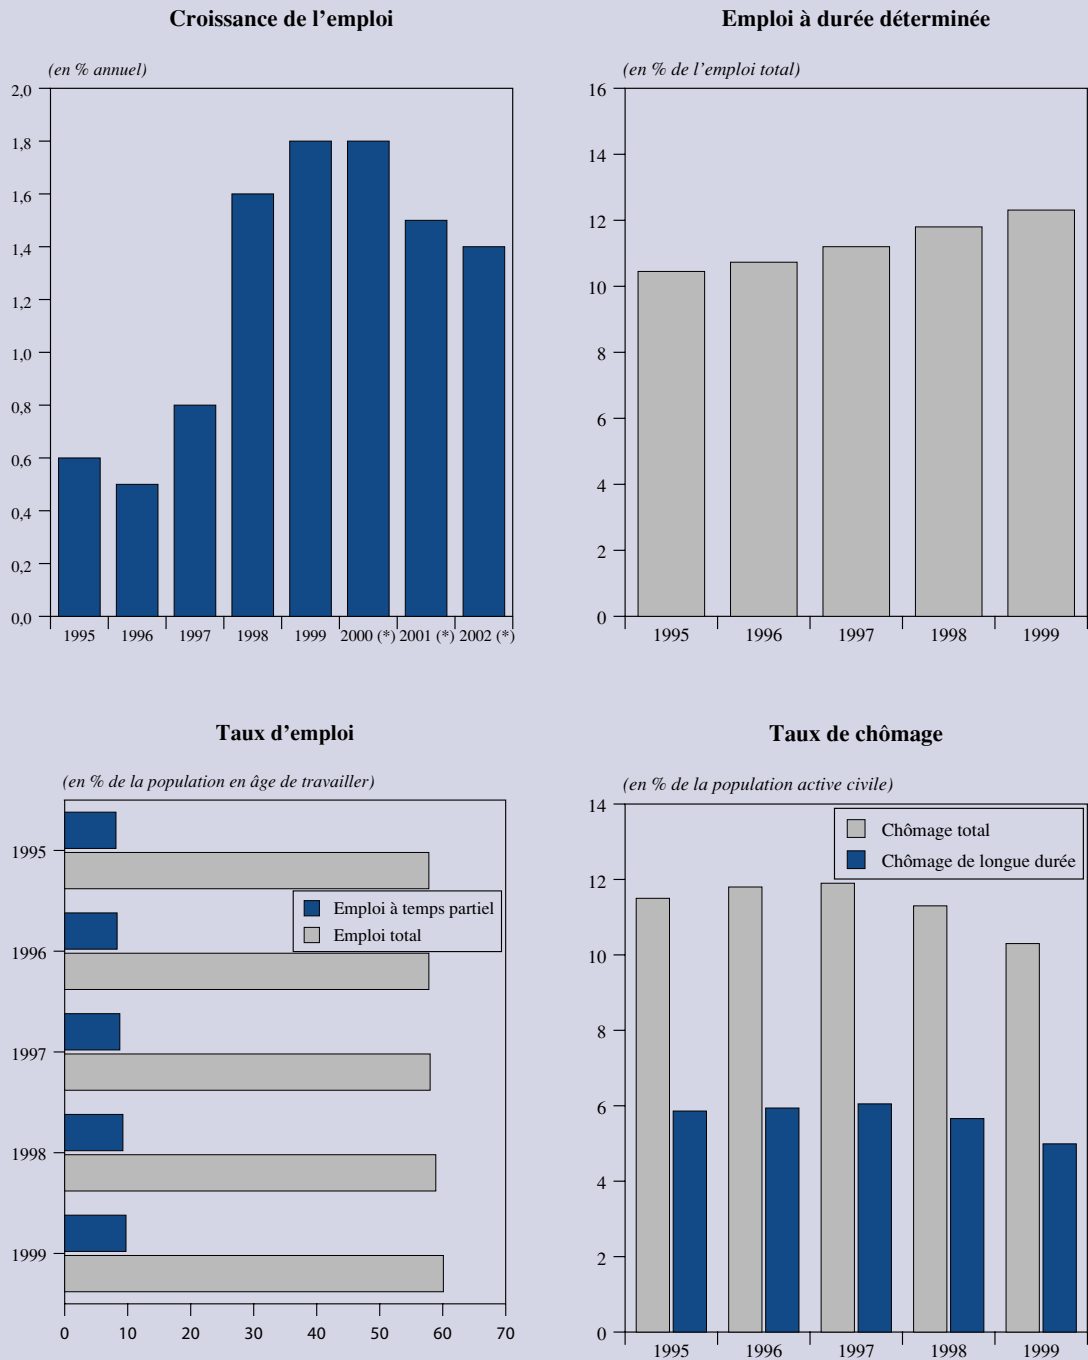 Croissance de l'emploi
(en % annuel)
2,0
1,8
1,6
1,4
1,2
1,0
0,8
0,6
0,4
0,2
0,0
1995 1996 1997 1998 1999 2000 (*) 2001 (*) 2002 (*)
Emploi à durée déterminée
(en % de l'emploi total)
16
14
12
10
8
6
4
2
0
1995 1996 1997 1998 1999
Taux d'emploi
(en % de la population en âge de travailler)
1995
Emploi à temps partiel
Emploi total
1996
1997
1998
1999
0 10 20 30 40 50 60 70
Taux de chômage
(en % de la population active civile)
14
Chômage total
Chômage de longue durée
12
10
8
6
4
2
0
1995 1996 1997 1998 1999